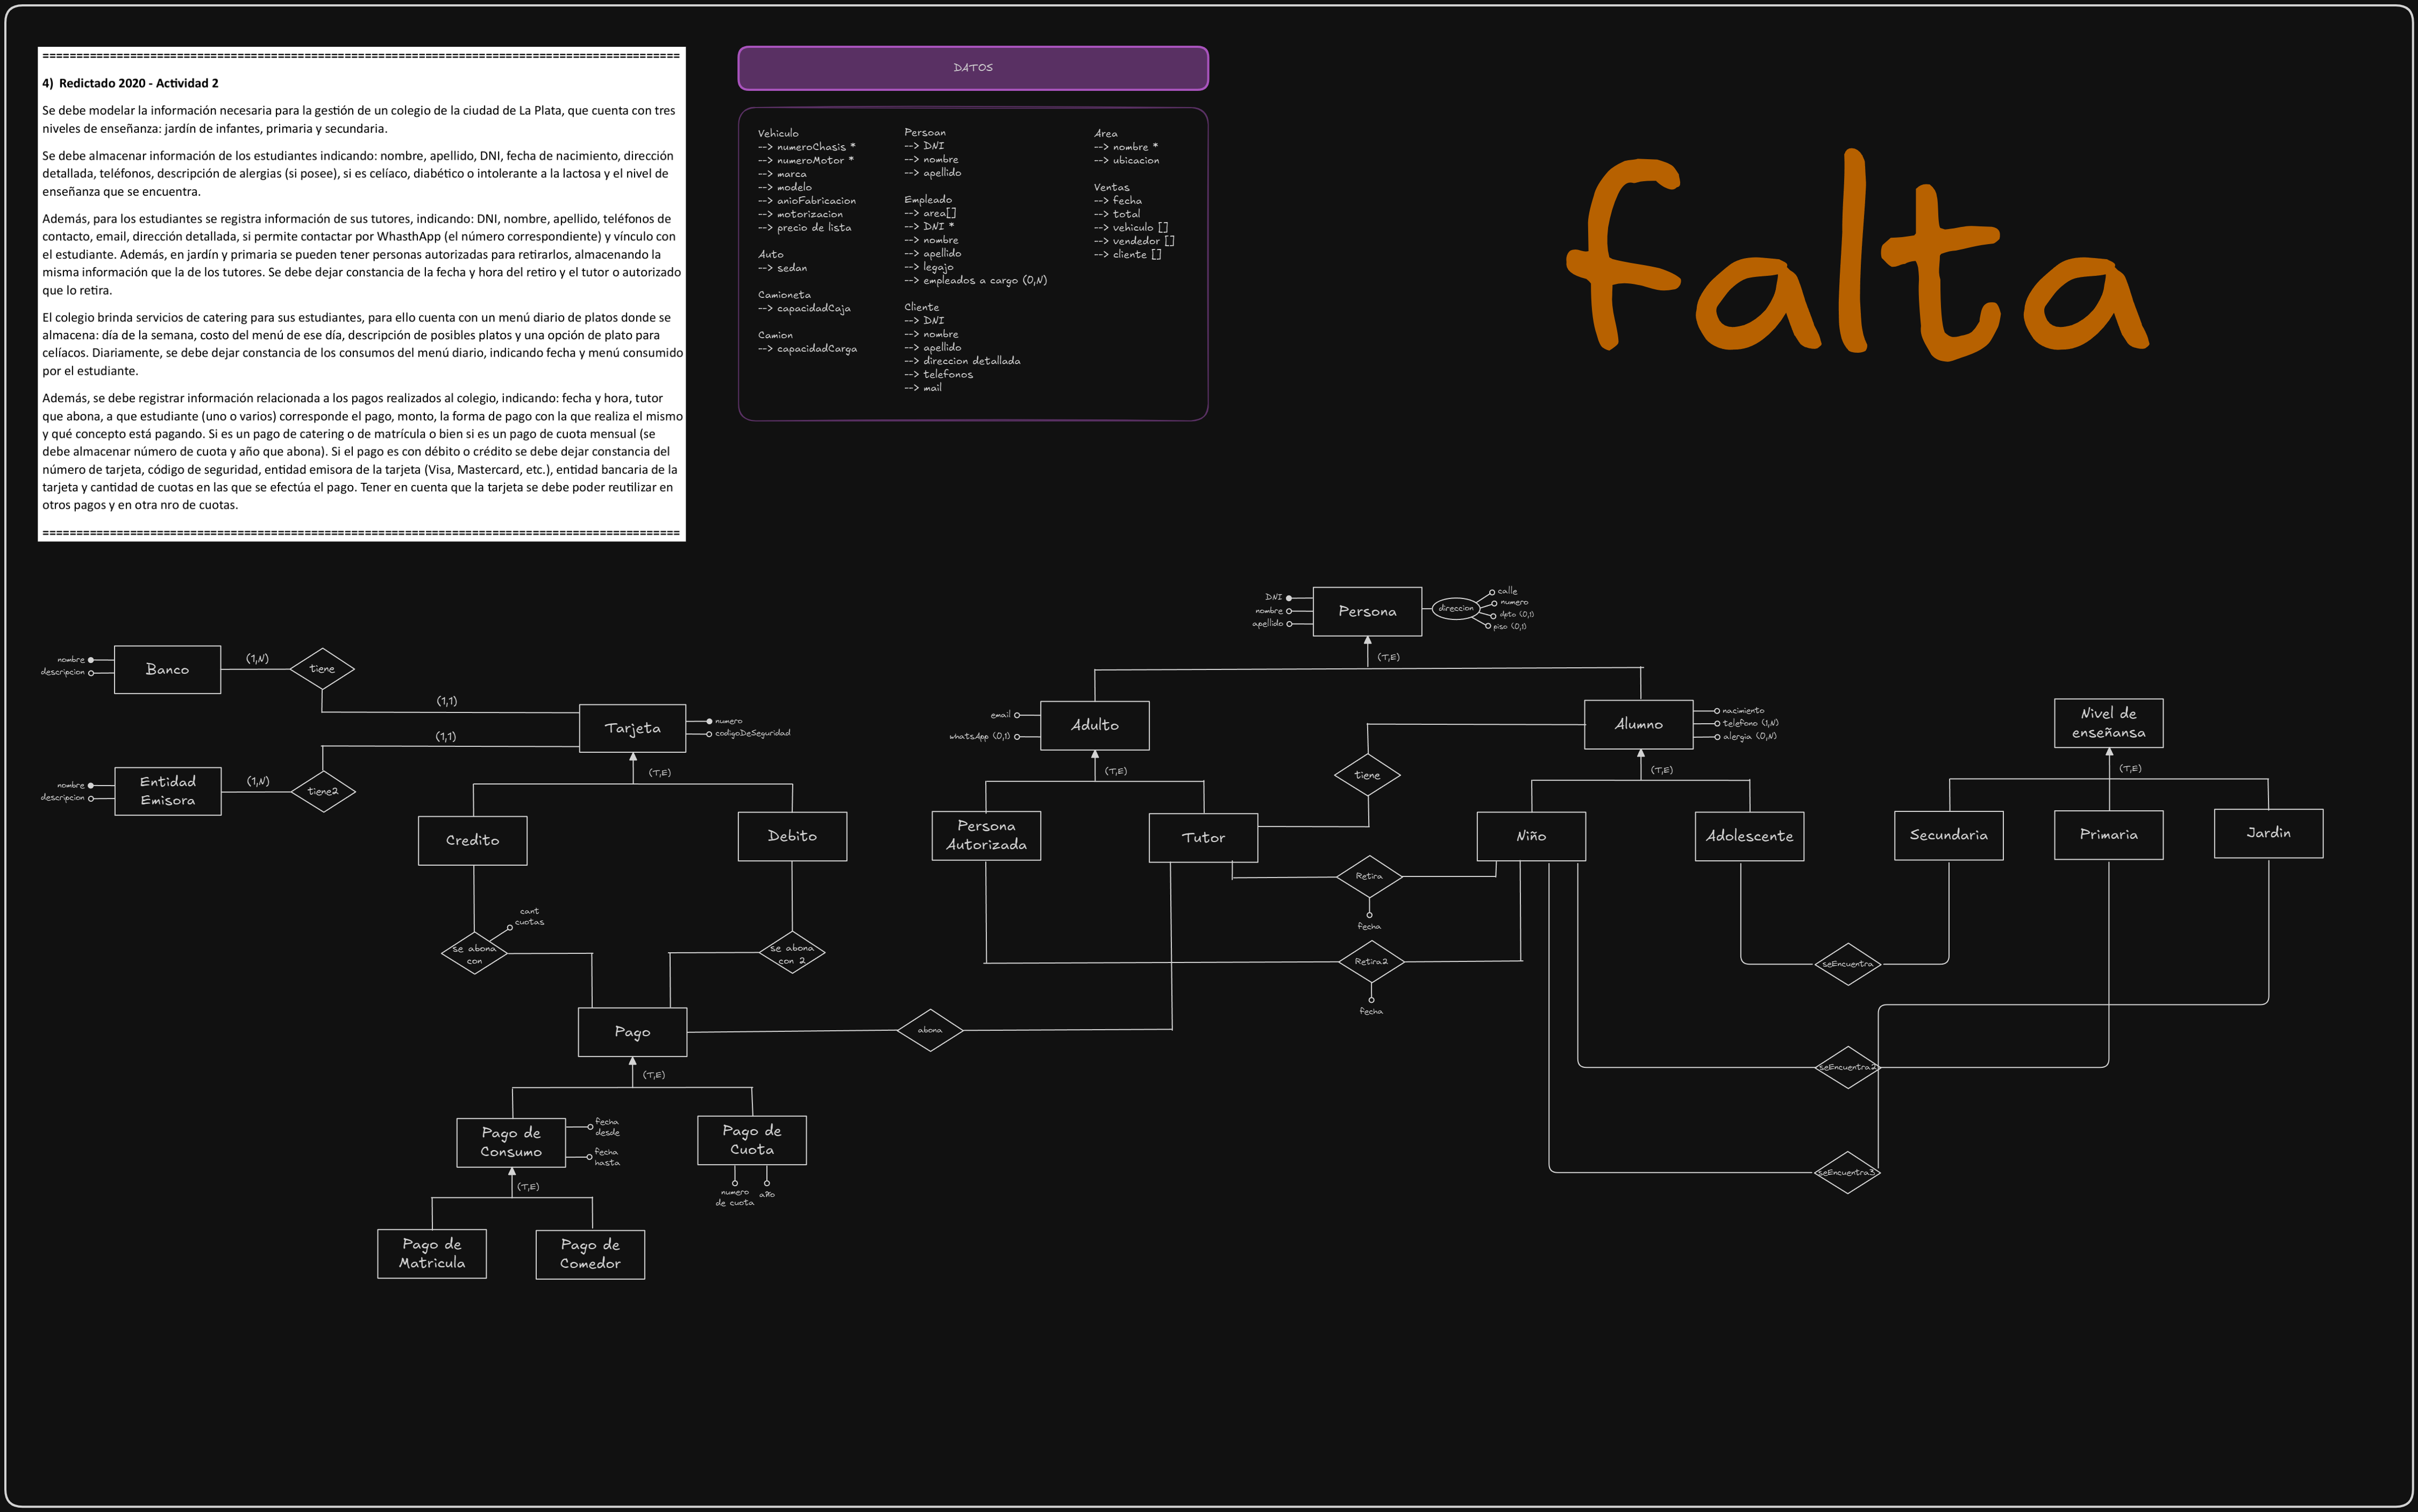 ================================================================================================
4) Redictado 2020 - Actividad 2
Se debe modelar la información necesaria para la gestión de un colegio de la ciudad de La Plata, que cuenta con tres
niveles de enseñanza: jardín de infantes, primaria y secundaria.
Se debe almacenar información de los estudiantes indicando: nombre, apellido, DNI, fecha de nacimiento, dirección
detallada, teléfonos, descripción de alergias (si posee), si es celíaco, diabético o intolerante a la lactosa y el nivel de
enseñanza que se encuentra.
Además, para los estudiantes se registra información de sus tutores, indicando: DNI, nombre, apellido, teléfonos de
contacto, email, dirección detallada, si permite contactar por WhasthApp (el número correspondiente) y vínculo con
el estudiante. Además, en jardín y primaria se pueden tener personas autorizadas para retirarlos, almacenando la
misma información que la de los tutores. Se debe dejar constancia de la fecha y hora del retiro y el tutor o autorizado
que lo retira.
El colegio brinda servicios de catering para sus estudiantes, para ello cuenta con un menú diario de platos donde se
almacena: día de la semana, costo del menú de ese día, descripción de posibles platos y una opción de plato para
celíacos. Diariamente, se debe dejar constancia de los consumos del menú diario, indicando fecha y menú consumido
por el estudiante.
Además, se debe registrar información relacionada a los pagos realizados al colegio, indicando: fecha y hora, tutor
que abona, a que estudiante (uno o varios) corresponde el pago, monto, la forma de pago con la que realiza el mismo
y qué concepto está pagando. Si es un pago de catering o de matrícula o bien si es un pago de cuota mensual (se
debe almacenar número de cuota y año que abona). Si el pago es con débito o crédito se debe dejar constancia del
número de tarjeta, código de seguridad, entidad emisora de la tarjeta (Visa, Mastercard, etc.), entidad bancaria de la
tarjeta y cantidad de cuotas en las que se efectúa el pago. Tener en cuenta que la tarjeta se debe poder reutilizar en
otros pagos y en otra nro de cuotas.
================================================================================================
DATOS
Vehiculo
--> numeroChasis *
--> numeroMotor *
--> marca
--> modelo
--> anioFabricacion
--> motorizacion
--> precio de lista
Auto
--> sedan
Camioneta
--> capacidadCaja
Camion
--> capacidadCarga
Persoan
--> DNI
--> nombre
--> apellido
Empleado
--> area[]
--> DNI *
--> nombre
--> apellido
--> legajo
--> empleados a cargo (0,N)
Cliente
--> DNI
--> nombre
--> apellido
--> direccion detallada
--> telefonos
--> mail
Area
--> nombre *
--> ubicacion
Ventas
--> fecha
--> total
--> vehiculo []
--> vendedor []
--> cliente []
falta
DNI
nombre
apellido
Persona
direccion
calle
numero
dpto (0,1)
piso (0,1)
(T,E)
nombre
descripcion
Banco
(1,N)
tiene
(1,1)
nombre
descripcion
Entidad
Emisora
(1,N)
tiene2
(1,1)
Tarjeta
numero
codigoDeSeguridad
(T,E)
Credito
Debito
cant
cuotas
se abona
con
se abona
con 2
email
whatsApp (0,1)
Adulto
(T,E)
Persona
Autorizada
Tutor
tiene
Alumno
nacimiento
telefono (1,N)
alergia (0,N)
(T,E)
Niño
Adolescente
Nivel de
enseñansa
(T,E)
Secundaria
Primaria
Jardin
Retira
fecha
Retira2
fecha
seEncuentra
seEncuentra2
seEncuentra3
Pago
abona
(T,E)
Pago de
Consumo
fecha
desde
fecha
hasta
Pago de
Cuota
numero
de cuota
año
(T,E)
Pago de
Matricula
Pago de
Comedor